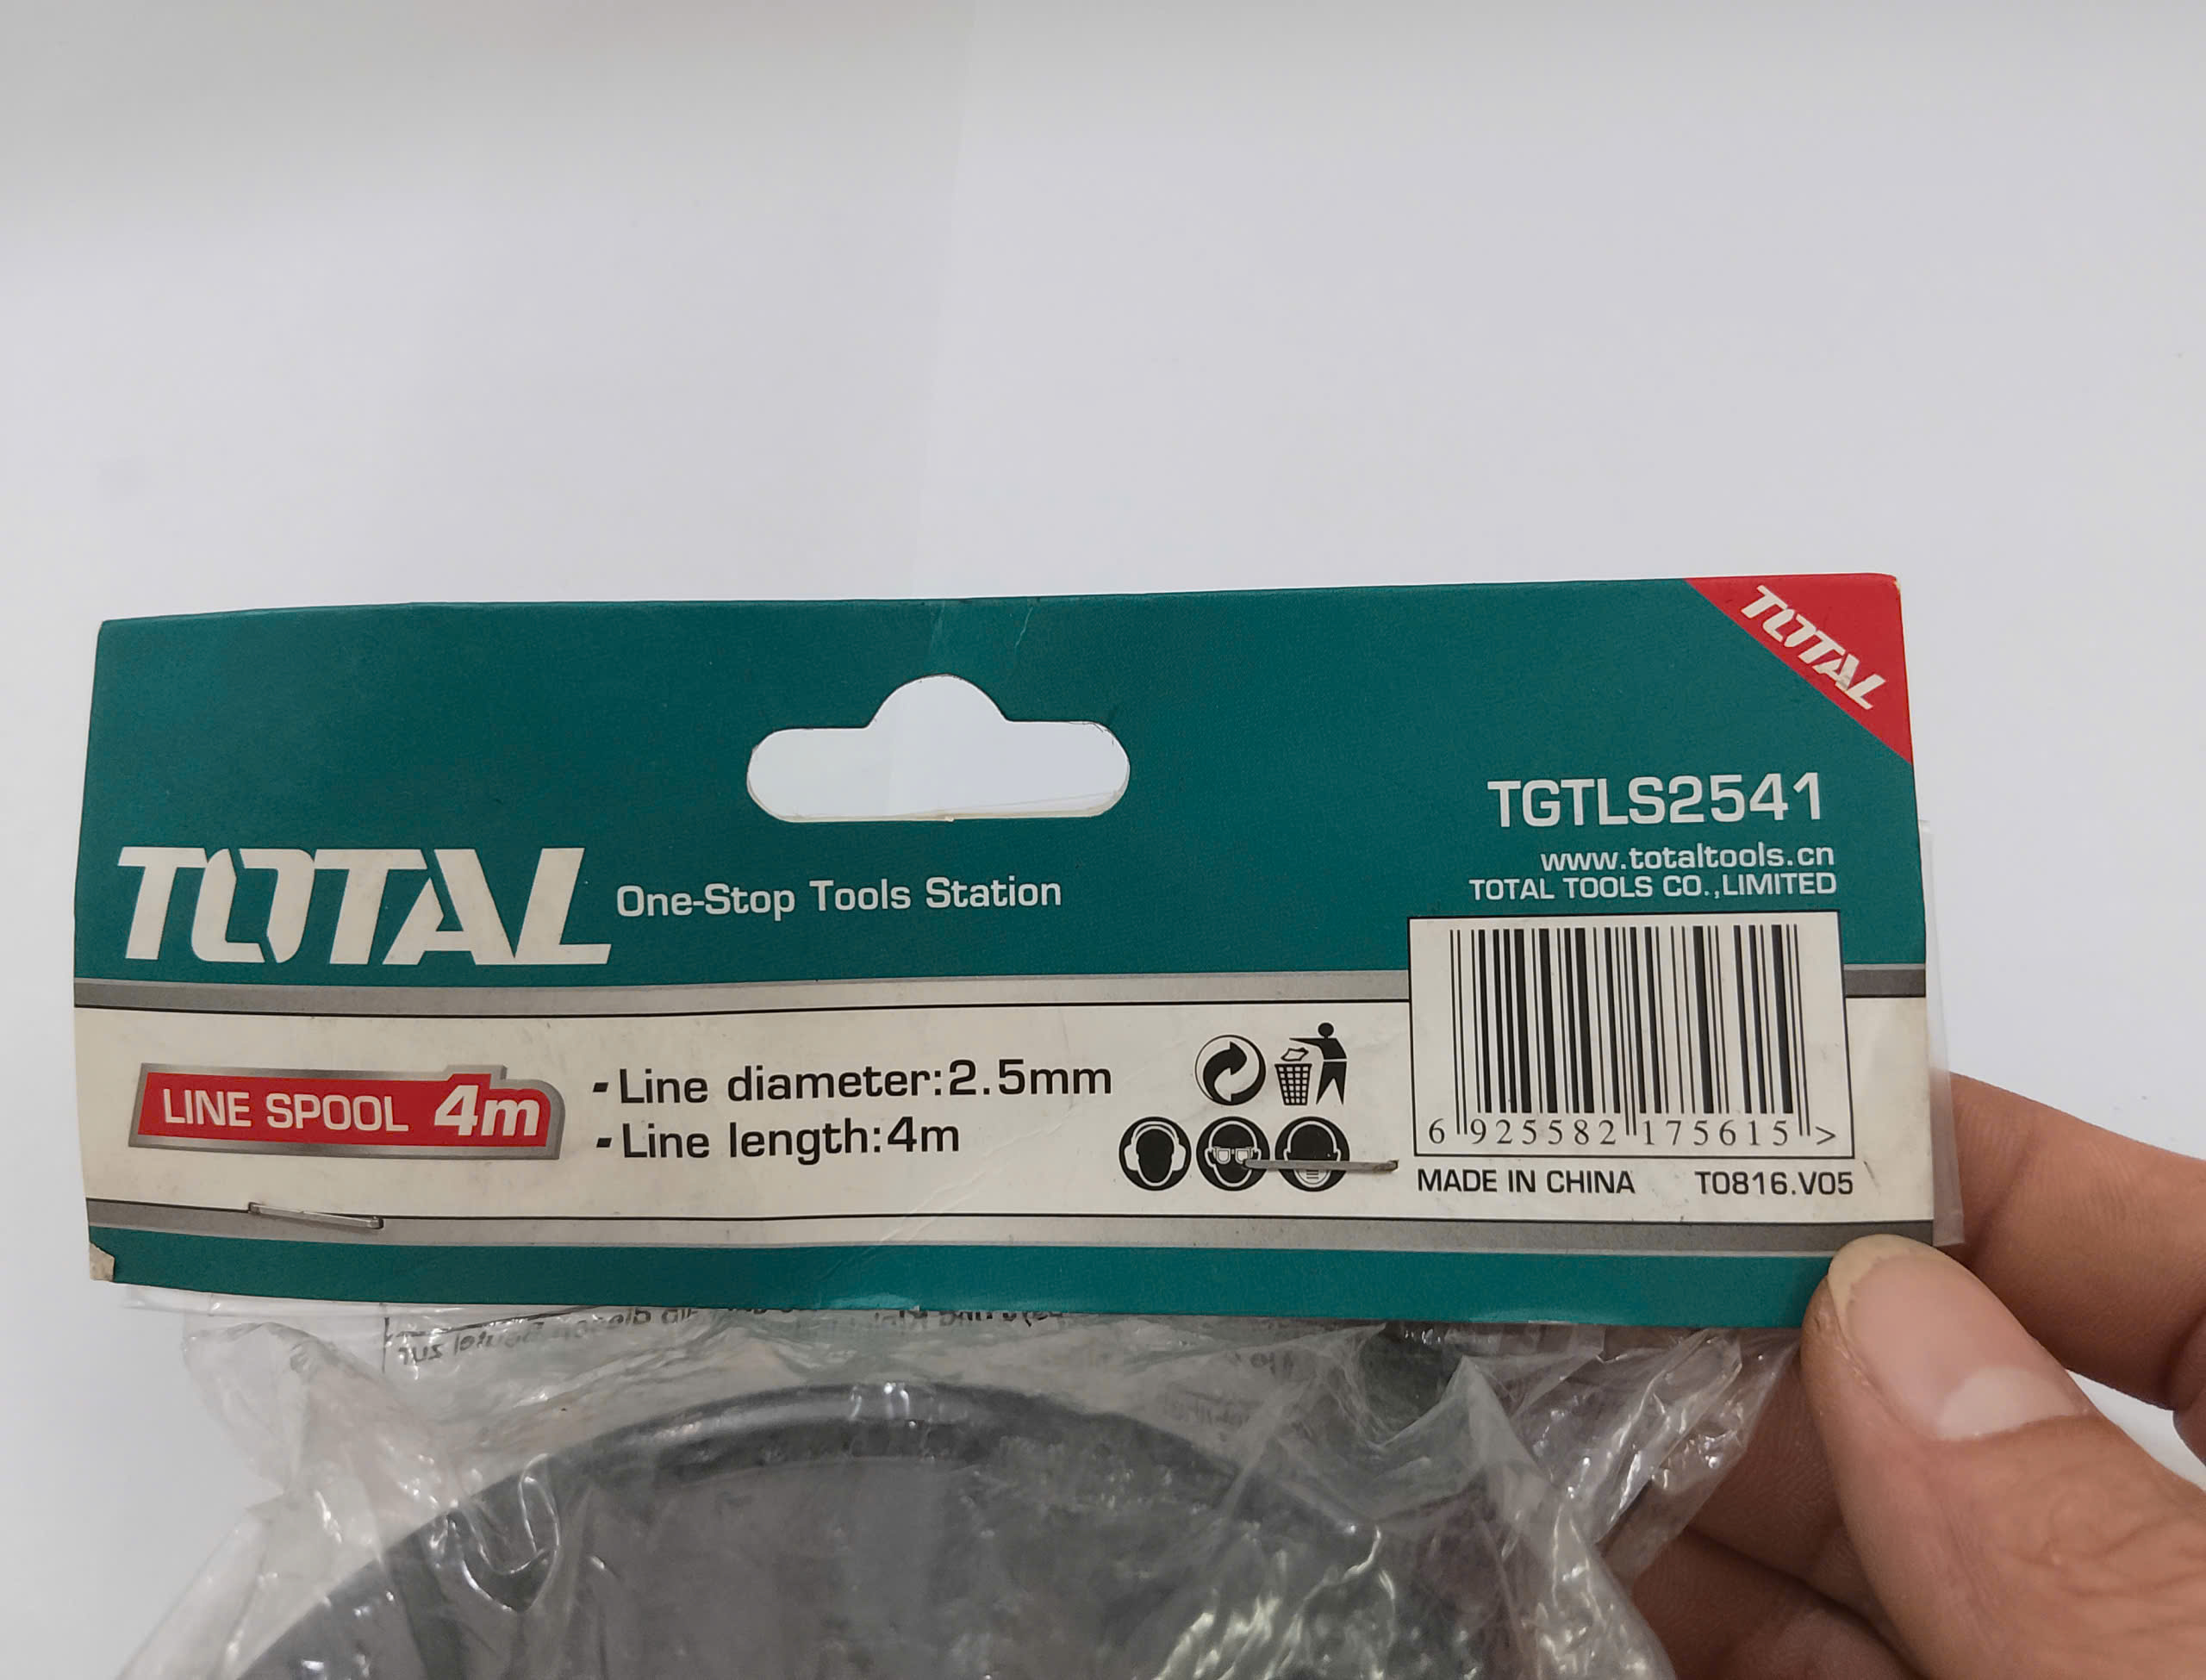 TOTAL
TGTLS2541
www.totaltools.cn
TOTAL TOOLS CO.,LIMITED
TOTAL One-Stop Tools Station
LINE SPOOL 4m
- Line diameter:2.5mm
- Line length:4m
6 925582 175615 >
MADE IN CHINA T0816.V05